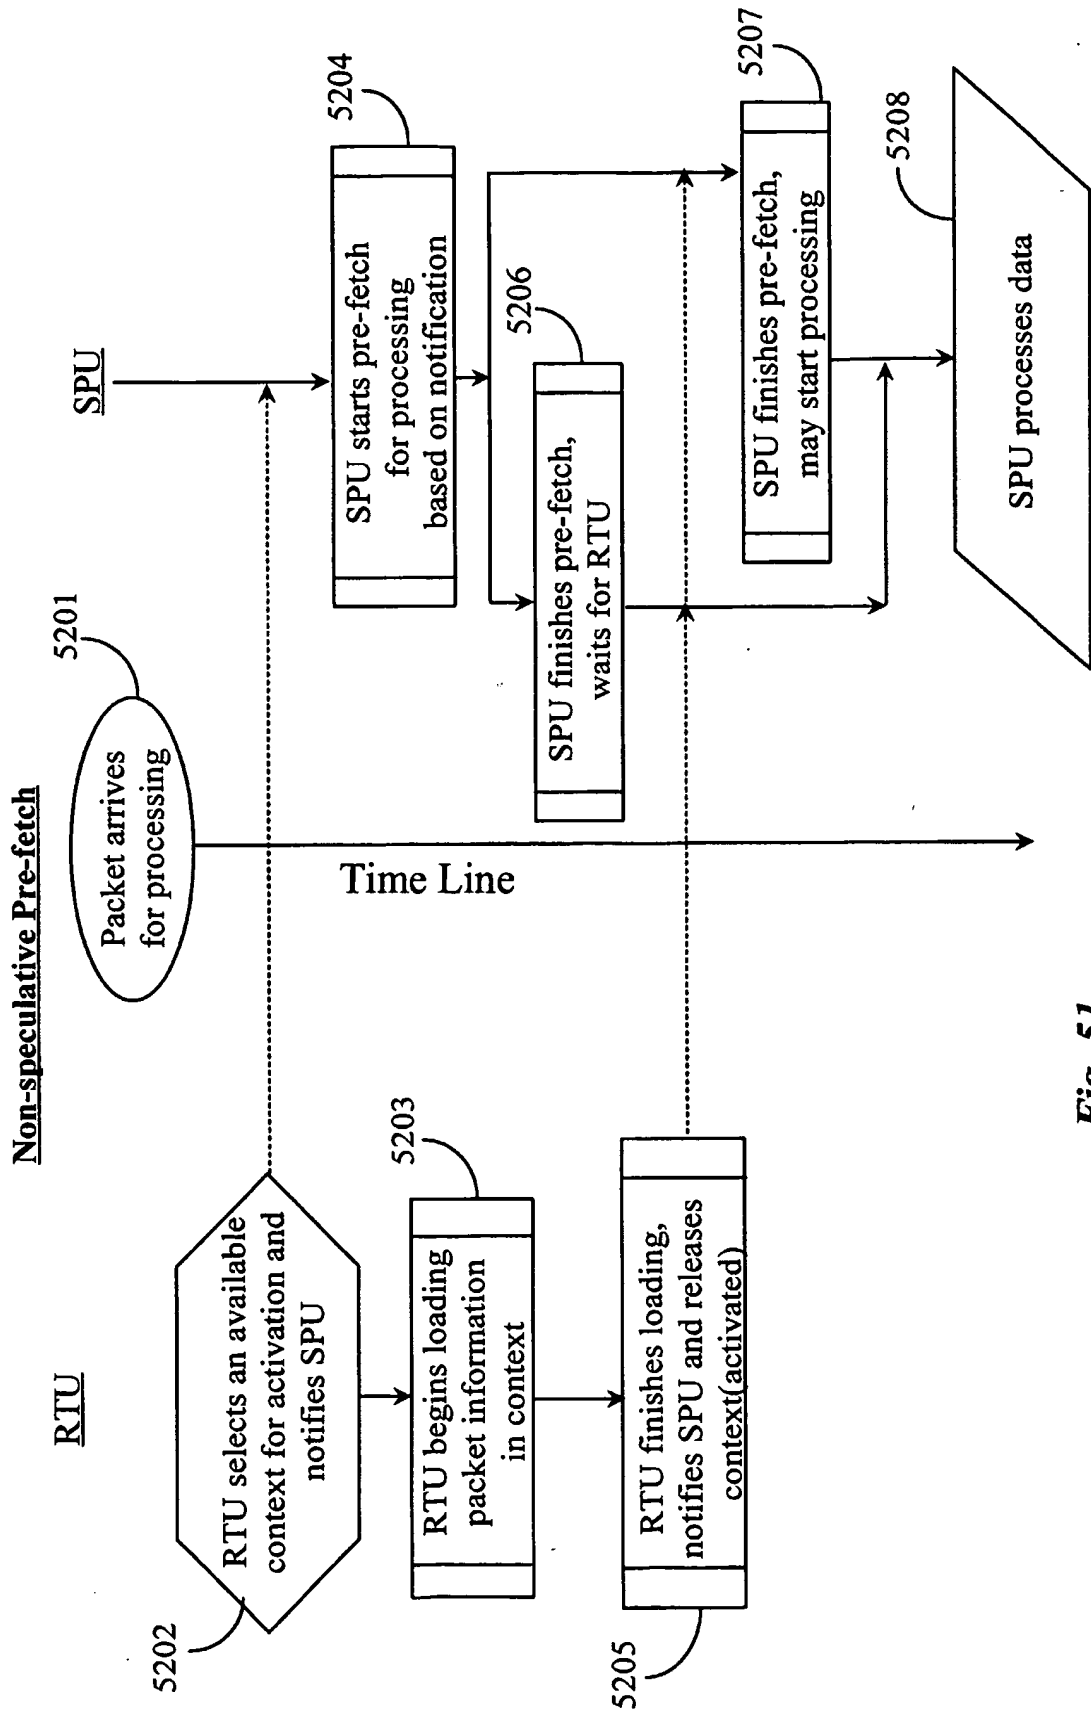 Non-speculative Pre-fetch
RTU
SPU
5201
Packet arrives
for processing
5202
RTU selects an available
context for activation and
notifies SPU
5203
RTU begins loading
packet information
in context
5204
SPU starts pre-fetch
for processing
based on notification
Time Line
5205
RTU finishes loading,
notifies SPU and releases
context(activated)
5206
SPU finishes pre-fetch,
waits for RTU
5207
SPU finishes pre-fetch,
may start processing
5208
SPU processes data
Fig. 51